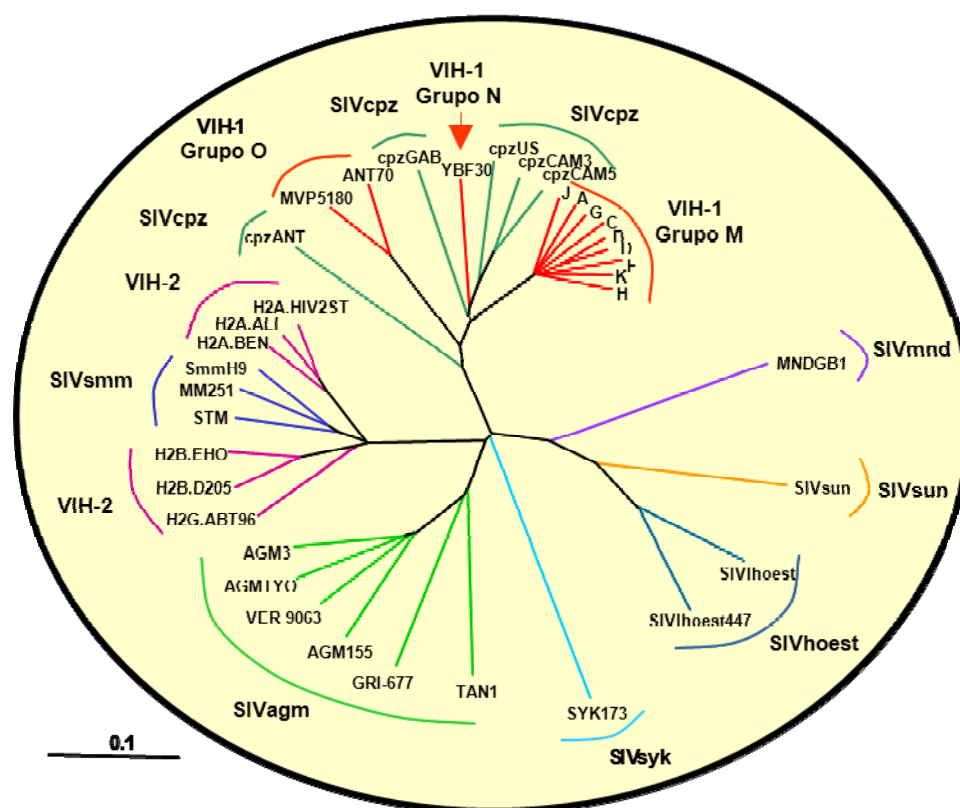 VIH-1
Grupo N
SIVcpz
SIVcpz
VIH-1
Grupo O
cpzGAB
YBF30
cpzUS
cpzCAM3
cpzCAM5
ANT70
MVP5180
J
A
G
C
K
H
VIH-1
Grupo M
SIVcpz
cpzANT
VIH-2
H2A.HIV2ST
H2A.ALI
H2A.BEN
SIVsmm
SmmH9
MM251
STM
MNDGB1
SIVmnd
H2B.EHO
H2B.D205
H2G.ABT96
VIH-2
SIVsun
SIVsun
AGM3
AGMTYO
VER 9063
AGM155
GRI-677
TAN1
SIVagm
SIVlhoest
SIVlhoest447
SIVhoest
SYK173
SIVsyk
0.1